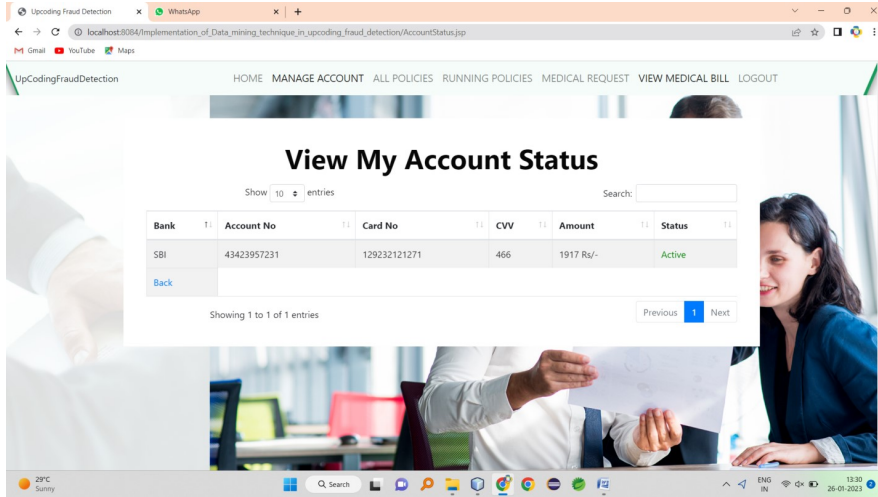 Upcoding Fraud Detection
WhatsApp
localhost:8084/Implementation_of_Data_mining_technique_in_upcoding_fraud_detection/AccountStatus.jsp
Gmail YouTube Maps
UpCodingFraudDetection HOME MANAGE ACCOUNT ALL POLICIES RUNNING POLICIES MEDICAL REQUEST VIEW MEDICAL BILL LOGOUT
View My Account Status
Show 10 entries Search:
Bank Account No Card No CVV Amount Status
SBI 43423957231 129232121271 466 1917 Rs/- Active
Back
Showing 1 to 1 of 1 entries Previous 1 Next
29°C
Sunny
Search
ENG
IN
13:30
26-01-2023
2